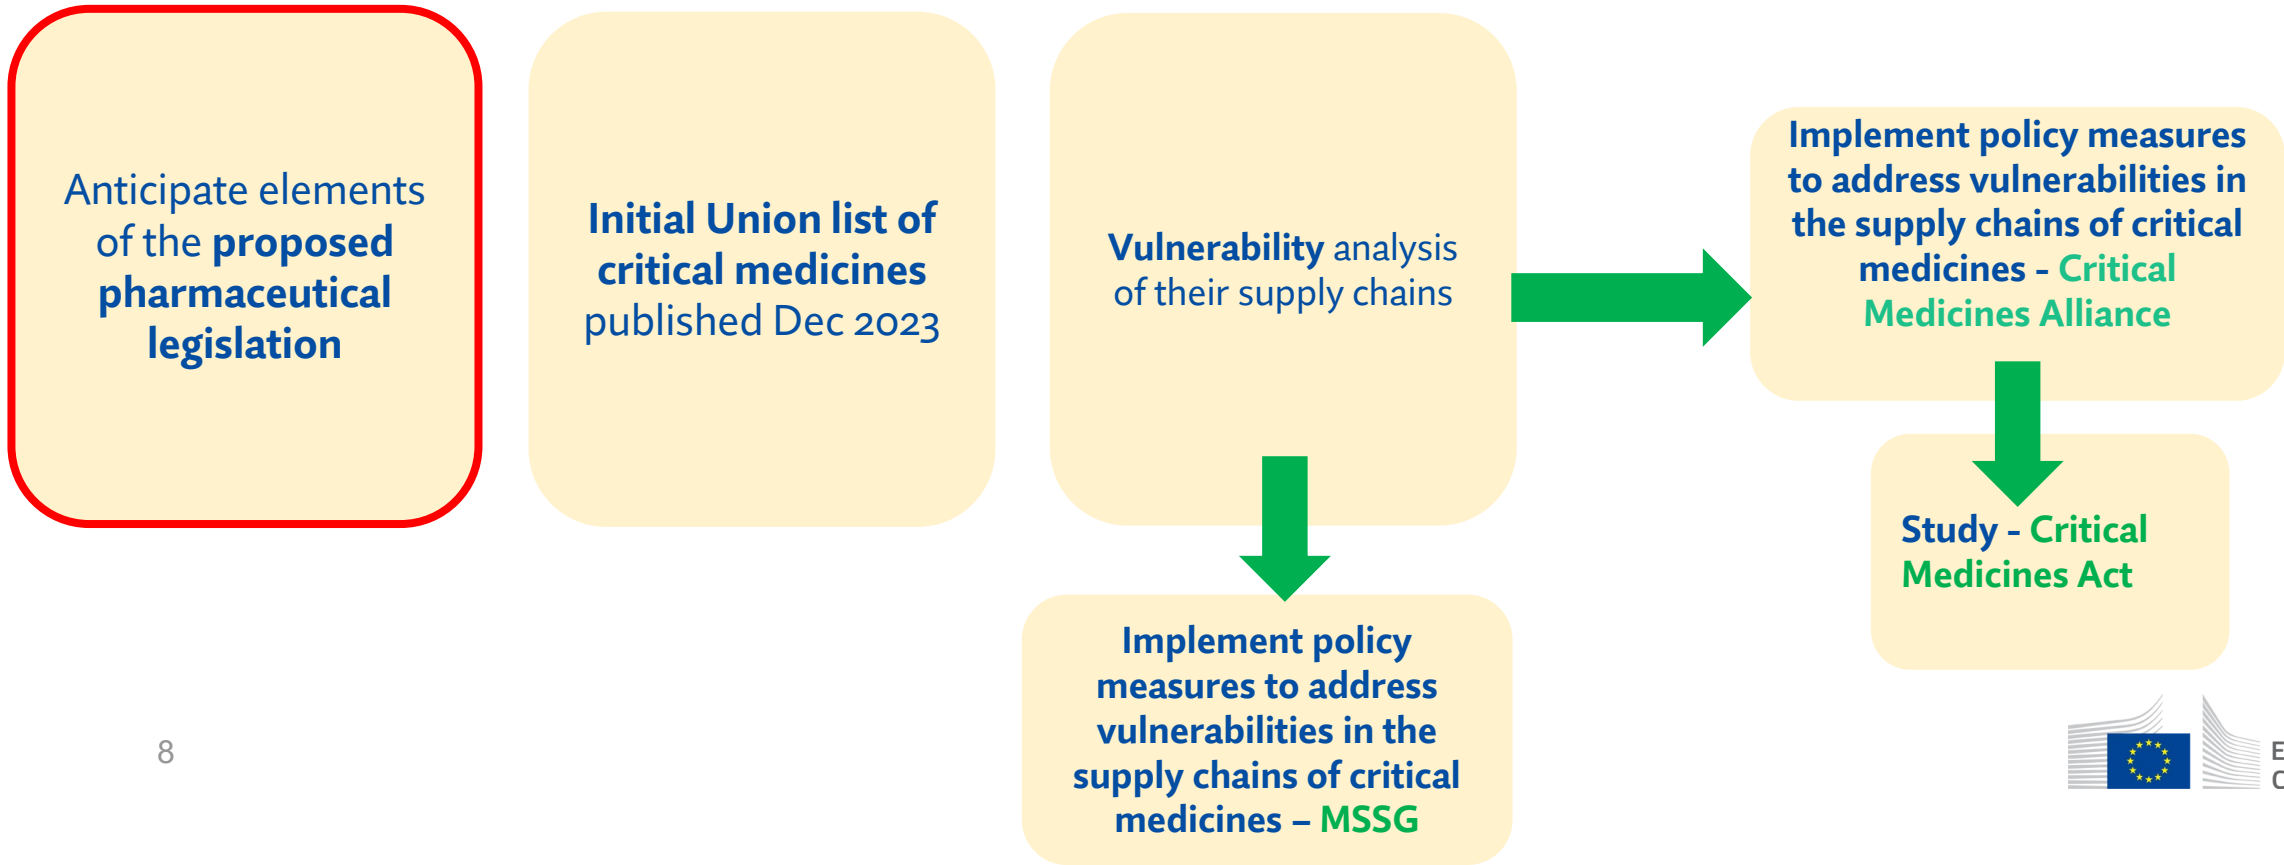 Anticipate elements
of the proposed
pharmaceutical
legislation
Initial Union list of
critical medicines
published Dec 2023
Vulnerability analysis
of their supply chains
Implement policy measures
to address vulnerabilities in
the supply chains of critical
medicines - Critical
Medicines Alliance
Study - Critical
Medicines Act
Implement policy
measures to address
vulnerabilities in the
supply chains of critical
medicines – MSSG
8